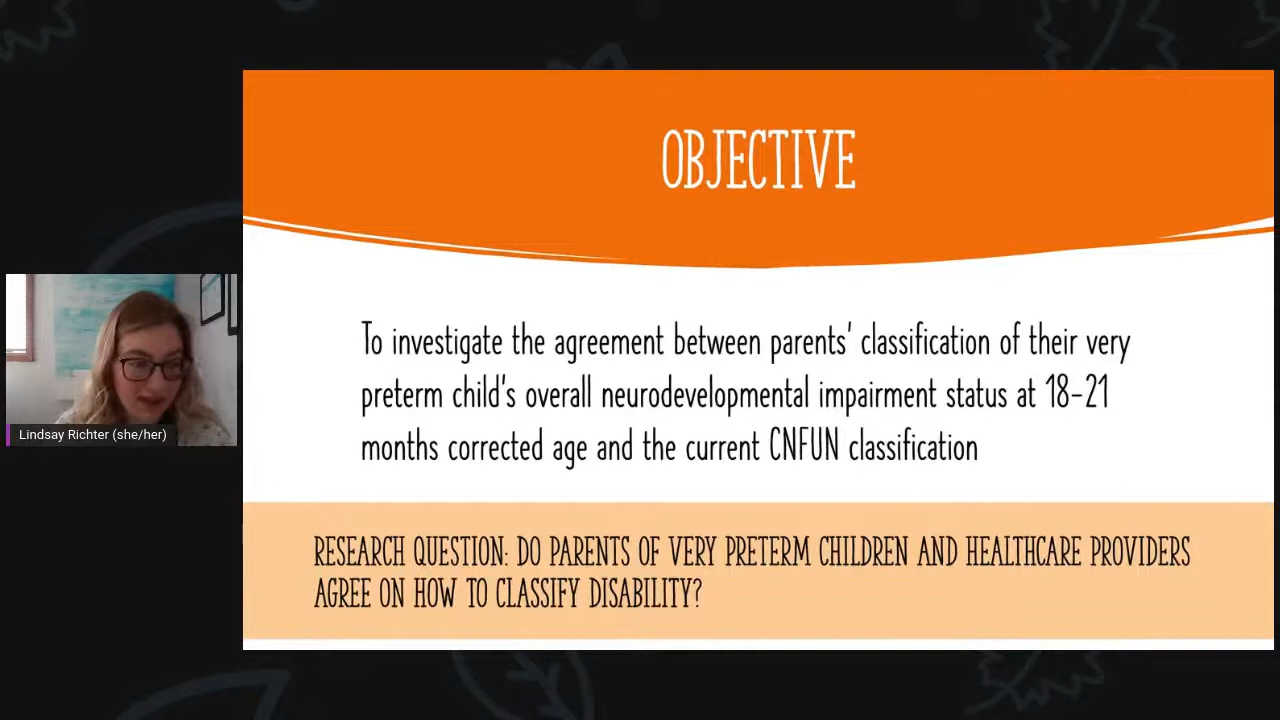 OBJECTIVE
To investigate the agreement between parents' classification of their very
preterm child's overall neurodevelopmental impairment status at 18-21
months corrected age and the current CNFUN classification
Lindsay Richter (she/her)
RESEARCH QUESTION: DO PARENTS OF VERY PRETERM CHILDREN AND HEALTHCARE PROVIDERS
AGREE ON HOW TO CLASSIFY DISABILITY?